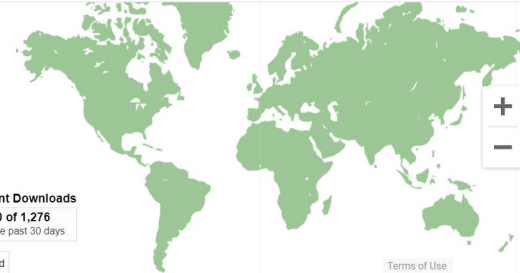 nt Downloads
0 of 1,276
e past 30 days
d
Terms of Use